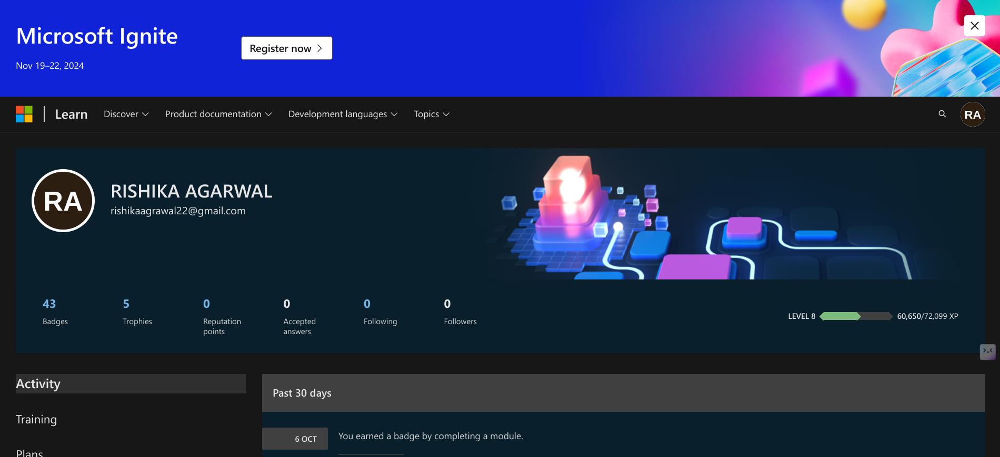 Microsoft Ignite
Nov 19–22, 2024
Register now
Learn
Discover
Product documentation
Development languages
Topics
RA
RA
RISHIKA AGARWAL
rishikaagrawal22@gmail.com
43
Badges
5
Trophies
0
Reputation
points
0
Accepted
answers
0
Following
0
Followers
LEVEL 8
60,650/72,099 XP
Activity
Training
Plans
Past 30 days
6 OCT
You earned a badge by completing a module.